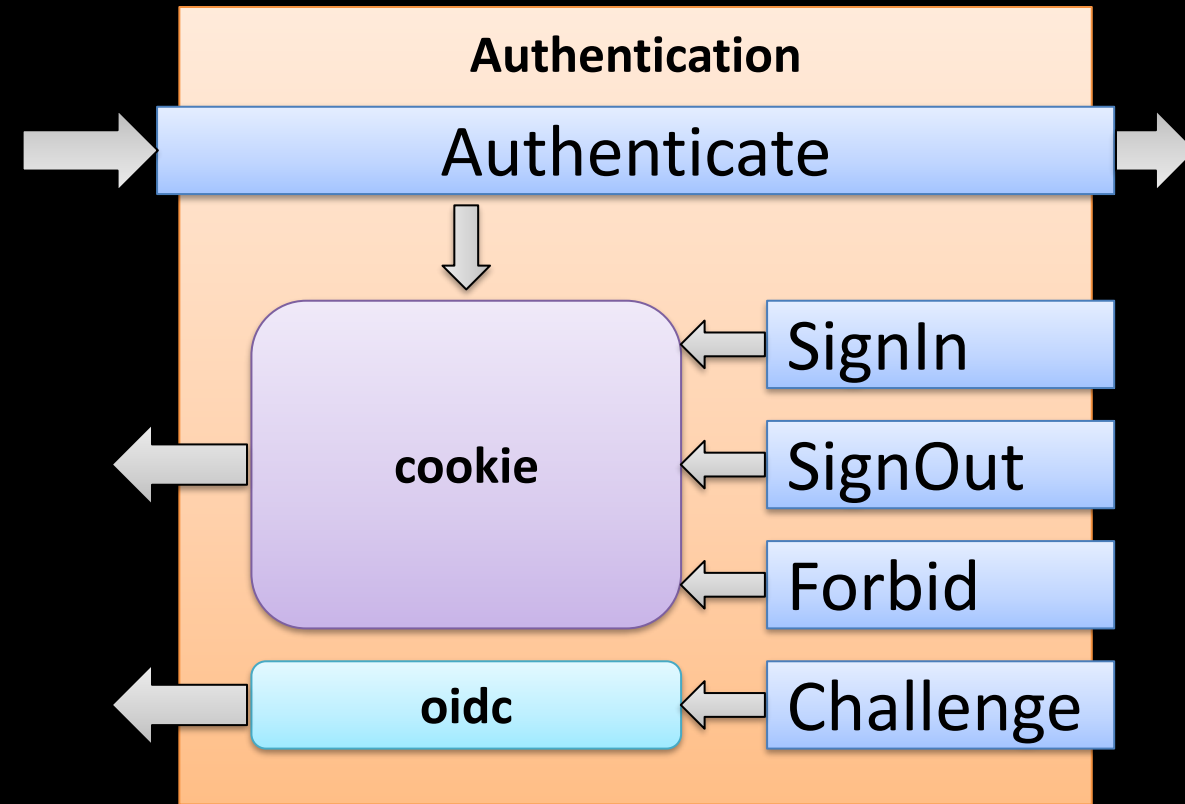 Authentication
Authenticate
SignIn
cookie
SignOut
Forbid
oidc
Challenge